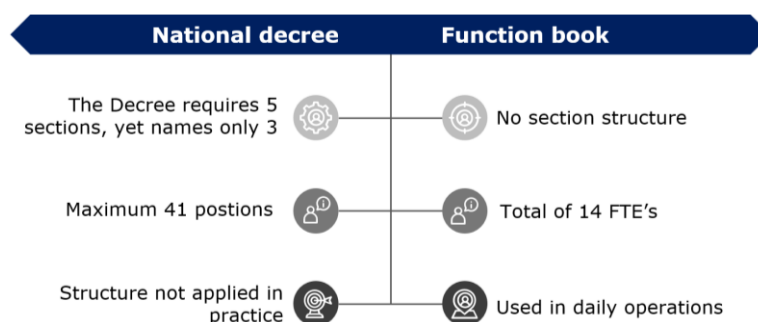 National decree
Function book
The Decree requires 5
sections, yet names only 3
No section structure
Maximum 41 postions
Total of 14 FTE's
Structure not applied in
practice
Used in daily operations